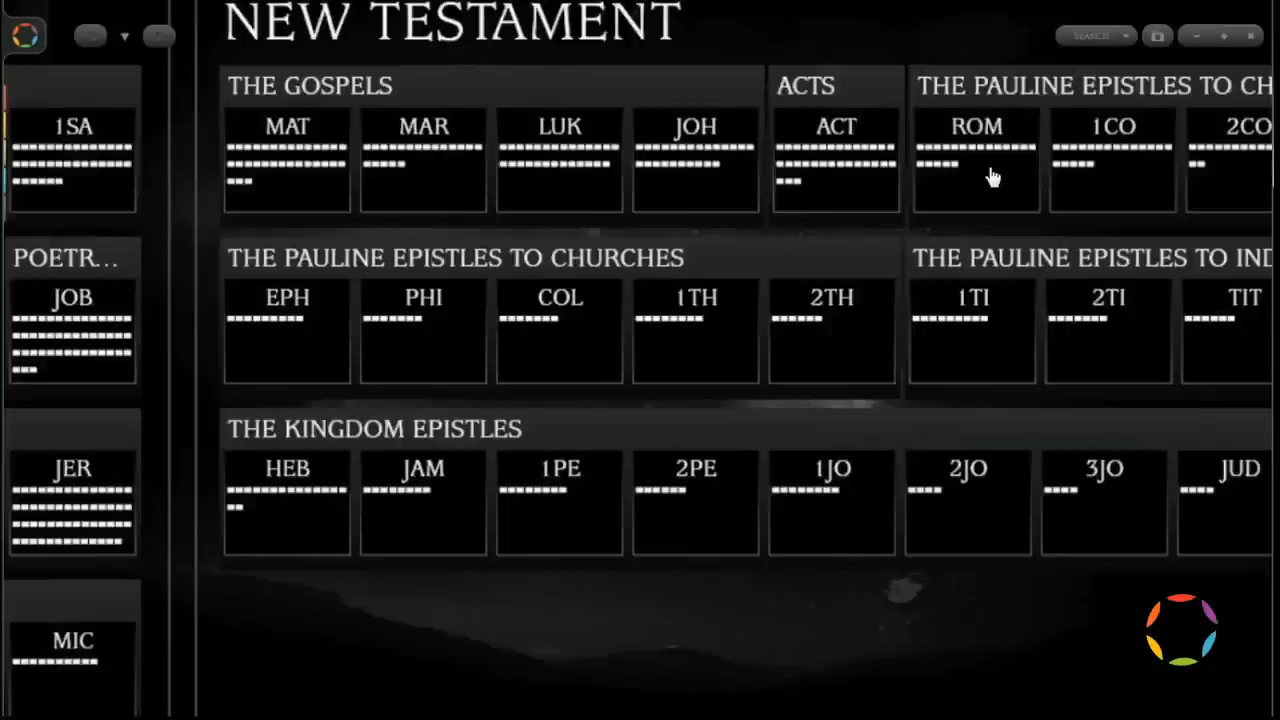 NEW TESTAMENT
SEARCH
THE GOSPELS
ACTS
THE PAULINE EPISTLES TO CH
1SA
MAT
MAR
LUK
JOH
ACT
ROM
1CO
2CO
POETR...
THE PAULINE EPISTLES TO CHURCHES
THE PAULINE EPISTLES TO IND
JOB
EPH
PHI
COL
1TH
2TH
1TI
2TI
TIT
THE KINGDOM EPISTLES
JER
HEB
JAM
1PE
2PE
1JO
2JO
3JO
JUD
MIC